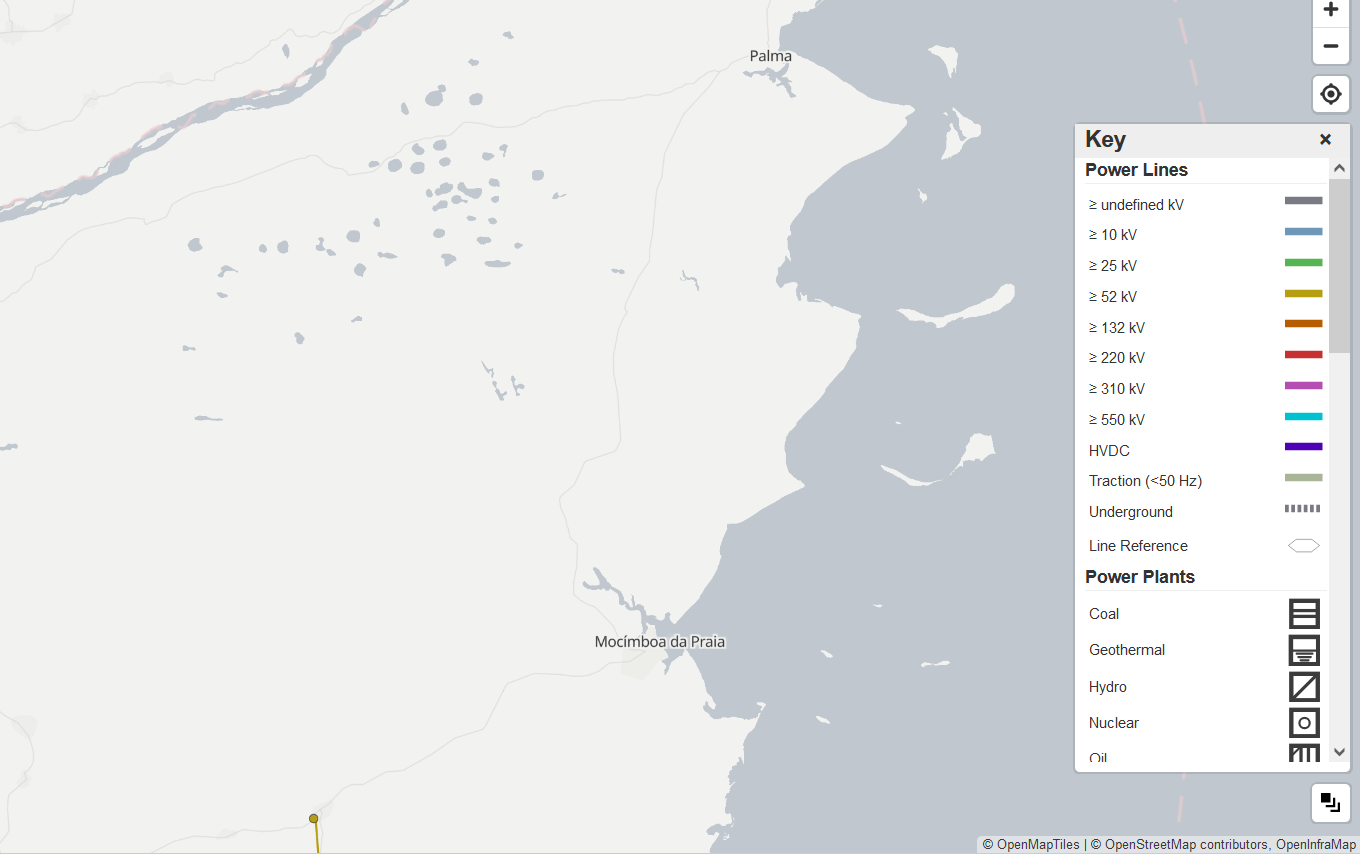 Palma
Mocímboa da Praia
+
−
Key ×
Power Lines
≥ undefined kV
≥ 10 kV
≥ 25 kV
≥ 52 kV
≥ 132 kV
≥ 220 kV
≥ 310 kV
≥ 550 kV
HVDC
Traction (<50 Hz)
Underground
Line Reference
Power Plants
Coal
Geothermal
Hydro
Nuclear
Oil
© OpenMapTiles | © OpenStreetMap contributors, OpenInfraMap